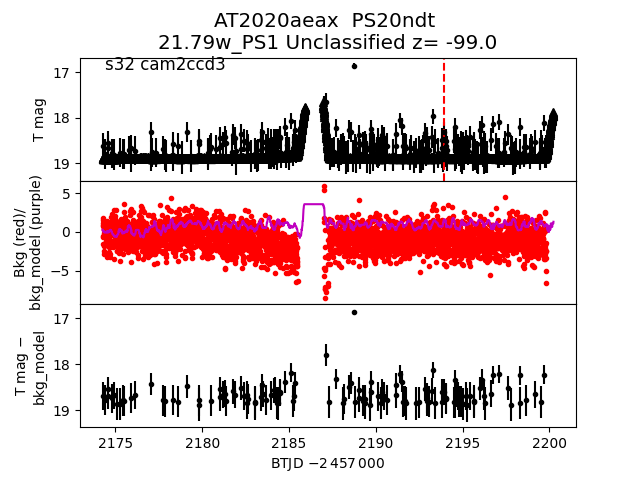 AT2020aeax  PS20ndt
21.79w_PS1 Unclassified z= -99.0
s32 cam2ccd3
T mag
17
18
19
Bkg (red)/
bkg_model (purple)
5
0
−5
T mag −
bkg_model
17
18
19
2175
2180
2185
2190
2195
2200
BTJD −2 457 000